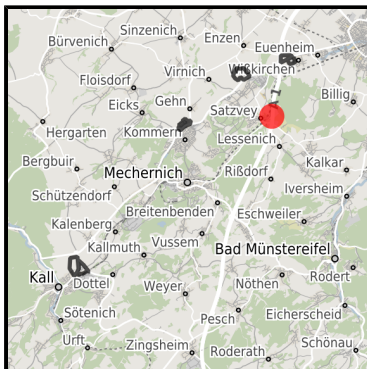 Sinzenich
Enzen
Bürvenich
Euenheim
Wißkirchen
Virnich
Floisdorf
Billig
Gehn
Satzvey
A 1
Eicks
Hergarten
Kommern
Lessenich
Bergbuir
Mechernich
Rißdorf
Kalkar
Schützendorf
Iversheim
Breitenbenden
Eschweiler
Kalenberg
Kallmuth
Vussem
Bad Münstereifel
Kall
Dottel
Weyer
Nöthen
Rodert
Sötenich
Pesch
Eicherscheid
Urft
Zingsheim
Roderath
Schönau